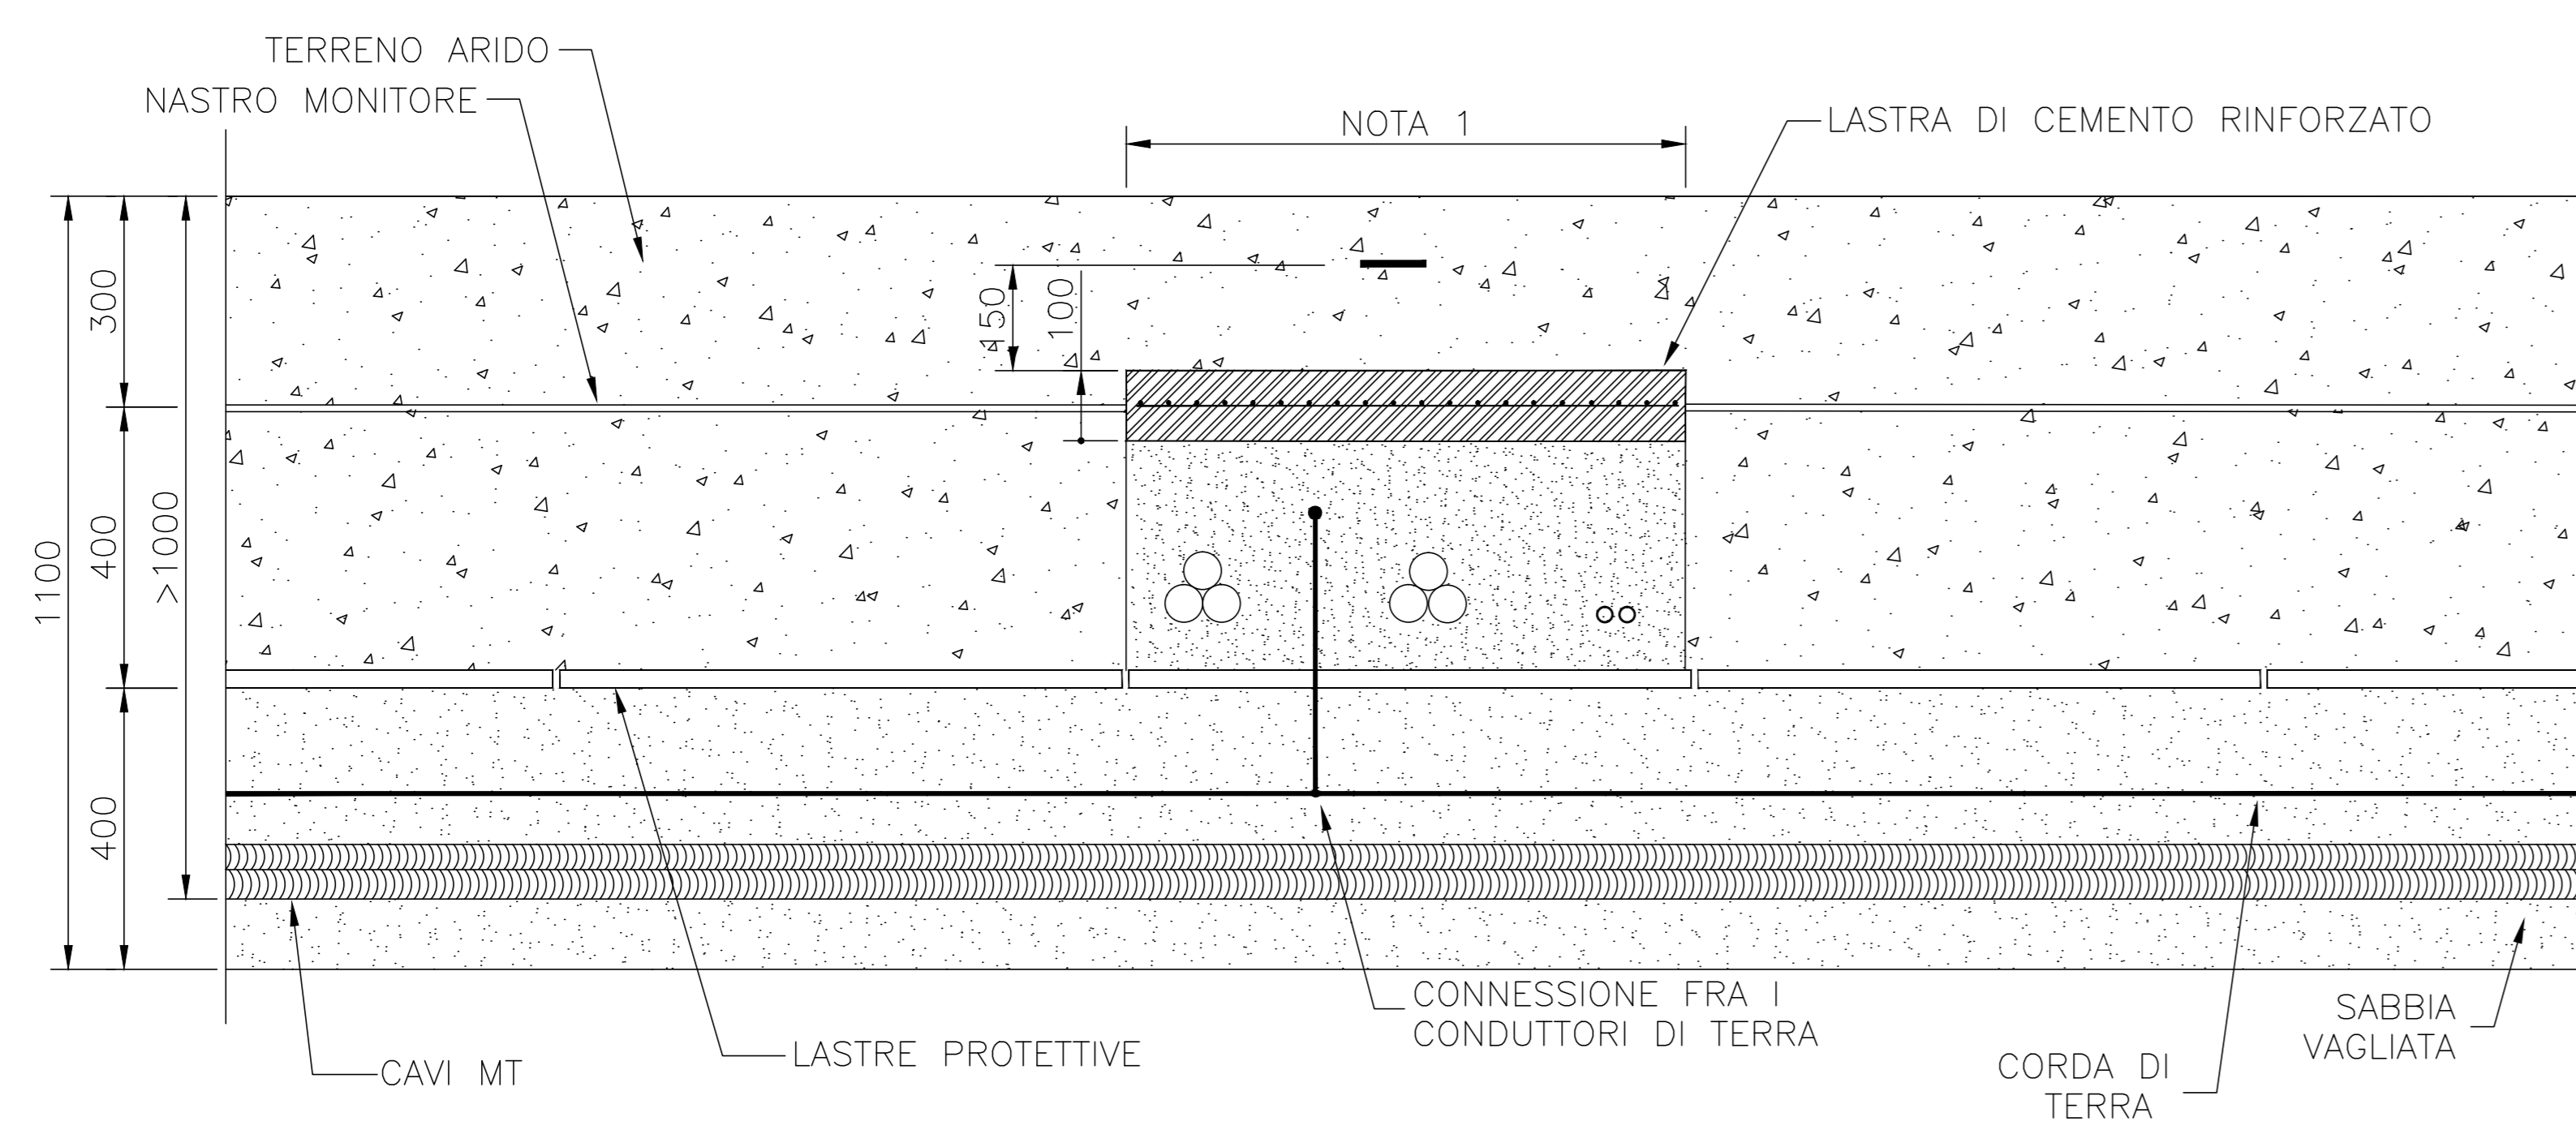 TERRENO ARIDO
NASTRO MONITORE
NOTA 1
LASTRA DI CEMENTO RINFORZATO
300
150
100
1100
400
>1000
400
CONNESSIONE FRA I
CONDUTTORI DI TERRA
LASTRE PROTETTIVE
CAVI MT
SABBIA
VAGLIATA
CORDA DI
TERRA